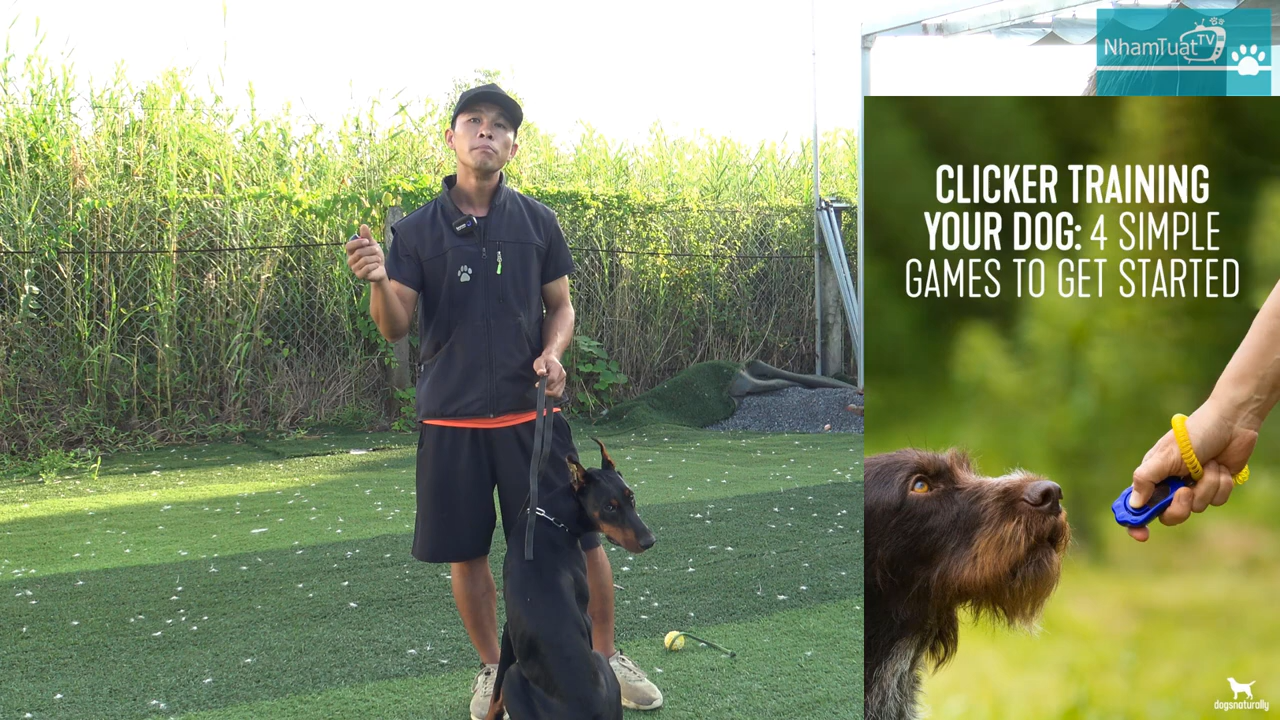 NhamTuatTV
CLICKER TRAINING
YOUR DOG: 4 SIMPLE
GAMES TO GET STARTED
dogsnaturally